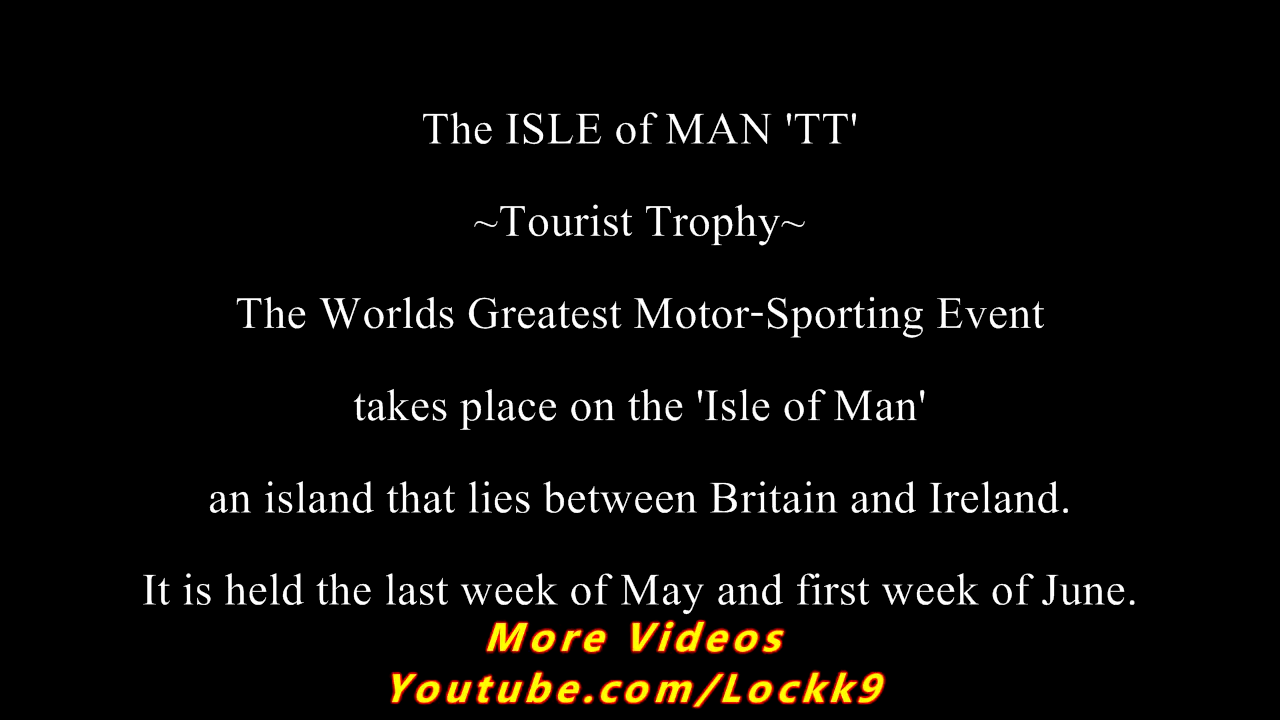 The ISLE of MAN 'TT'
~Tourist Trophy~
The Worlds Greatest Motor-Sporting Event
takes place on the 'Isle of Man'
an island that lies between Britain and Ireland.
It is held the last week of May and first week of June.
More Videos
Youtube.com/Lockk9